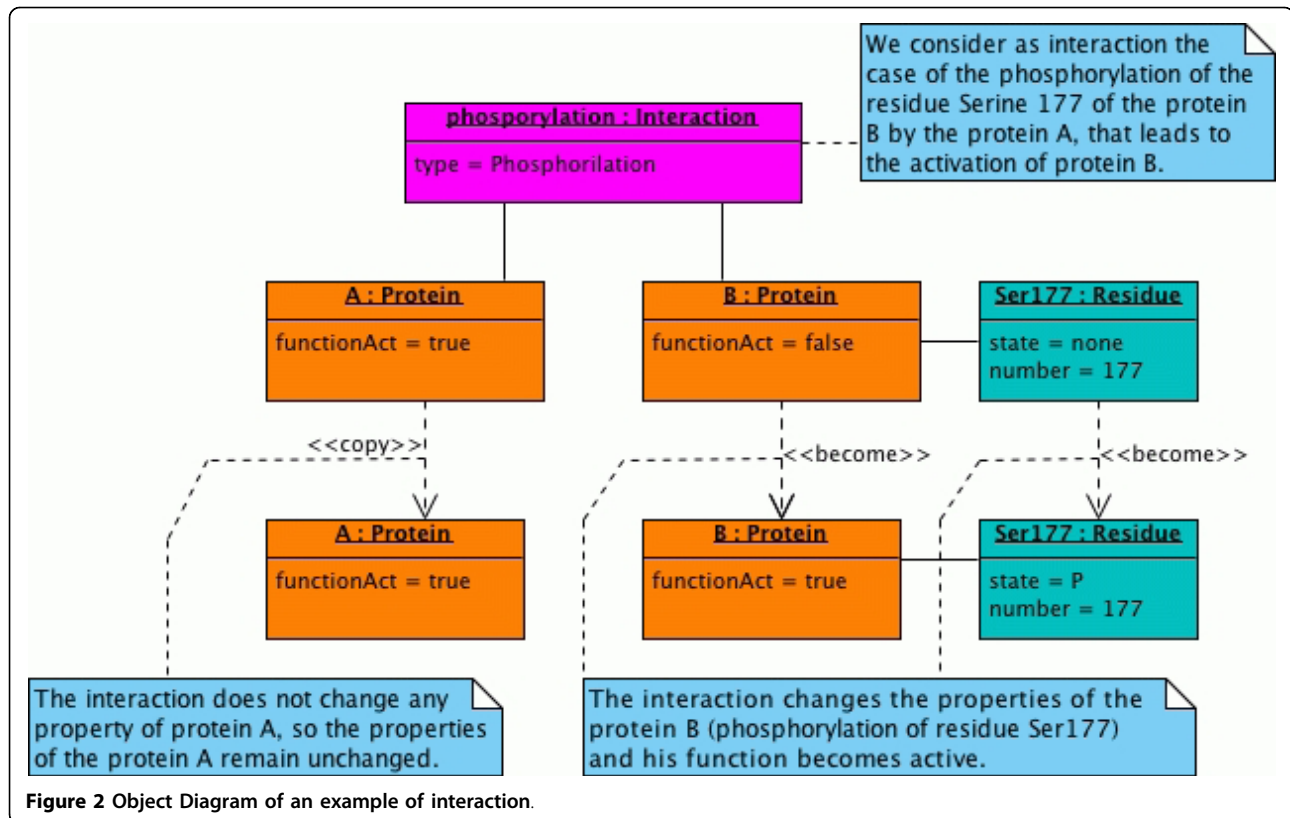 We consider as interaction the
case of the phosphorylation of the
residue Serine 177 of the protein
B by the protein A, that leads to
the activation of protein B.
phosporylation : Interaction
type = Phosphorilation
A : Protein
functionAct = true
B : Protein
functionAct = false
Ser177 : Residue
state = none
number = 177
<<copy>>
<<become>>
<<become>>
A : Protein
functionAct = true
B : Protein
functionAct = true
Ser177 : Residue
state = P
number = 177
The interaction does not change any
property of protein A, so the properties
of the protein A remain unchanged.
The interaction changes the properties of the
protein B (phosphorylation of residue Ser177)
and his function becomes active.
Figure 2 Object Diagram of an example of interaction.